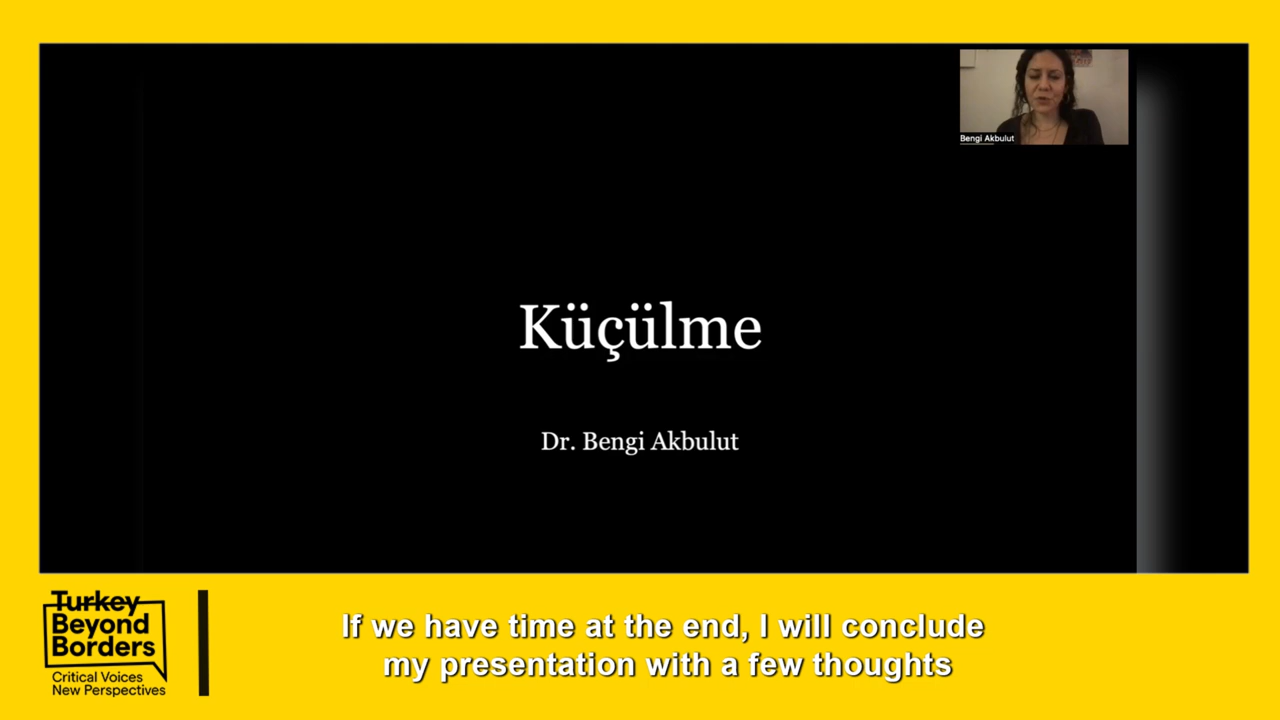 Bengi Akbulut
Küçülme
Dr. Bengi Akbulut
Turkey
Beyond
Borders
Critical Voices
New Perspectives
If we have time at the end, I will conclude
my presentation with a few thoughts